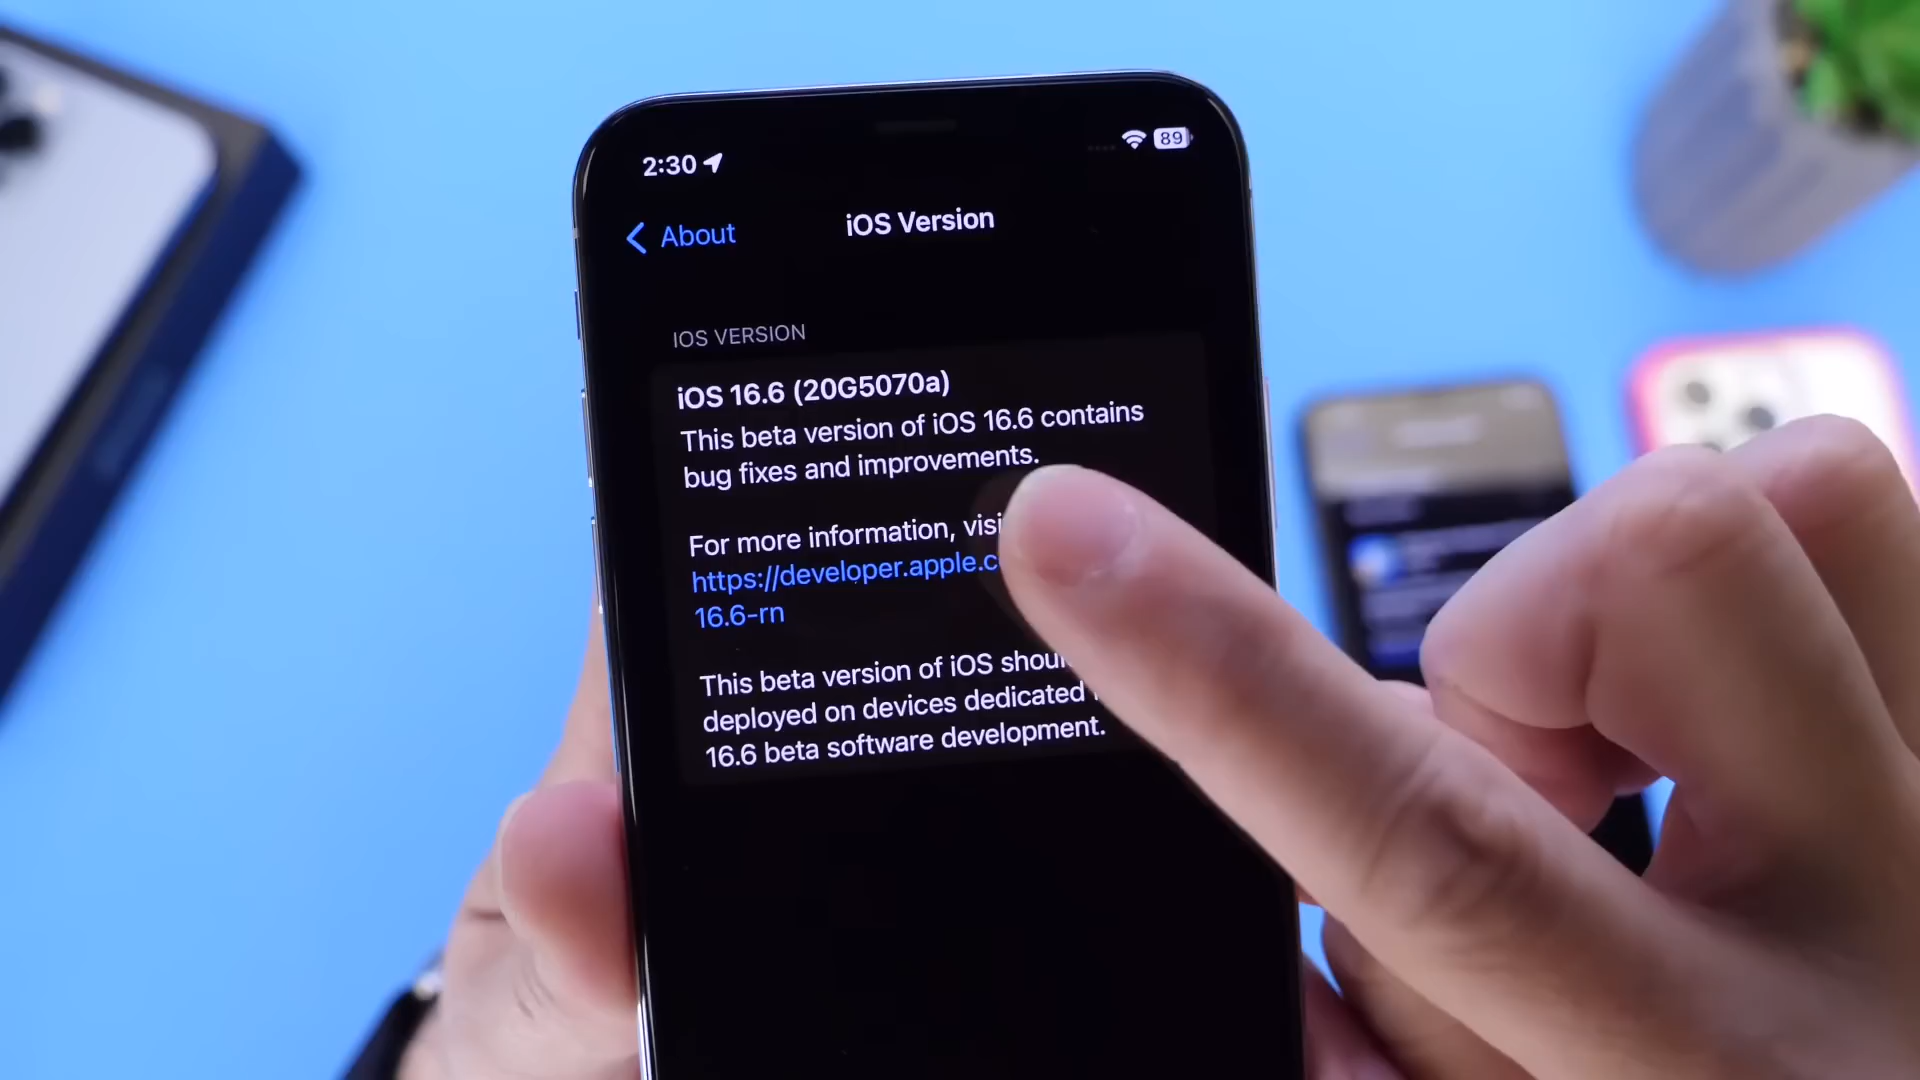 2:30
89
About
iOS Version
IOS VERSION
iOS 16.6 (20G5070a)
This beta version of iOS 16.6 contains
bug fixes and improvements.
For more information,
https://developer.apple.c
16.6-rn
This beta version of iOS
deployed on devices dedicated
16.6 beta software development.